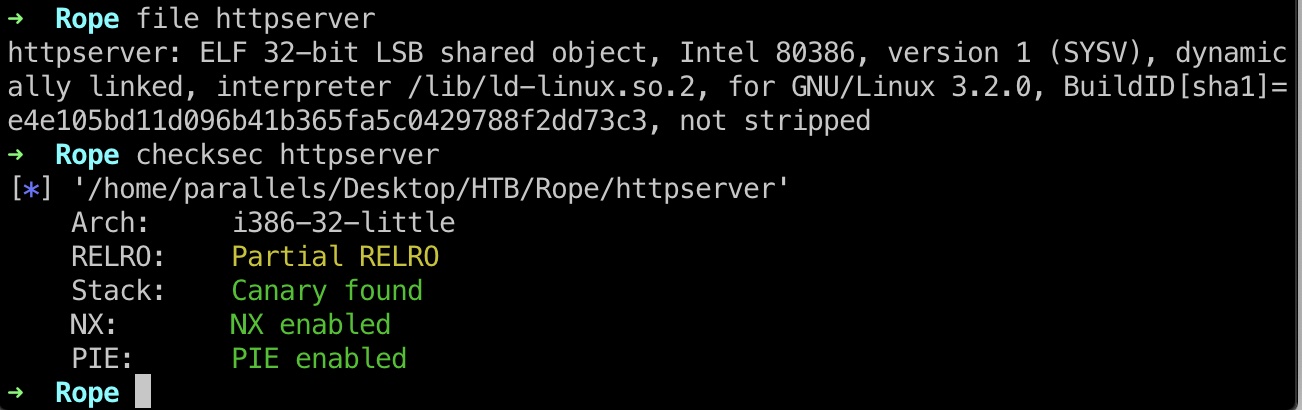 → Rope file httpserver
httpserver: ELF 32-bit LSB shared object, Intel 80386, version 1 (SYSV), dynamic
ally linked, interpreter /lib/ld-linux.so.2, for GNU/Linux 3.2.0, BuildID[sha1]=
e4e105bd11d096b41b365fa5c0429788f2dd73c3, not stripped
→ Rope checksec httpserver
[*] '/home/parallels/Desktop/HTB/Rope/httpserver'
Arch: i386-32-little
RELRO: Partial RELRO
Stack: Canary found
NX: NX enabled
PIE: PIE enabled
→ Rope